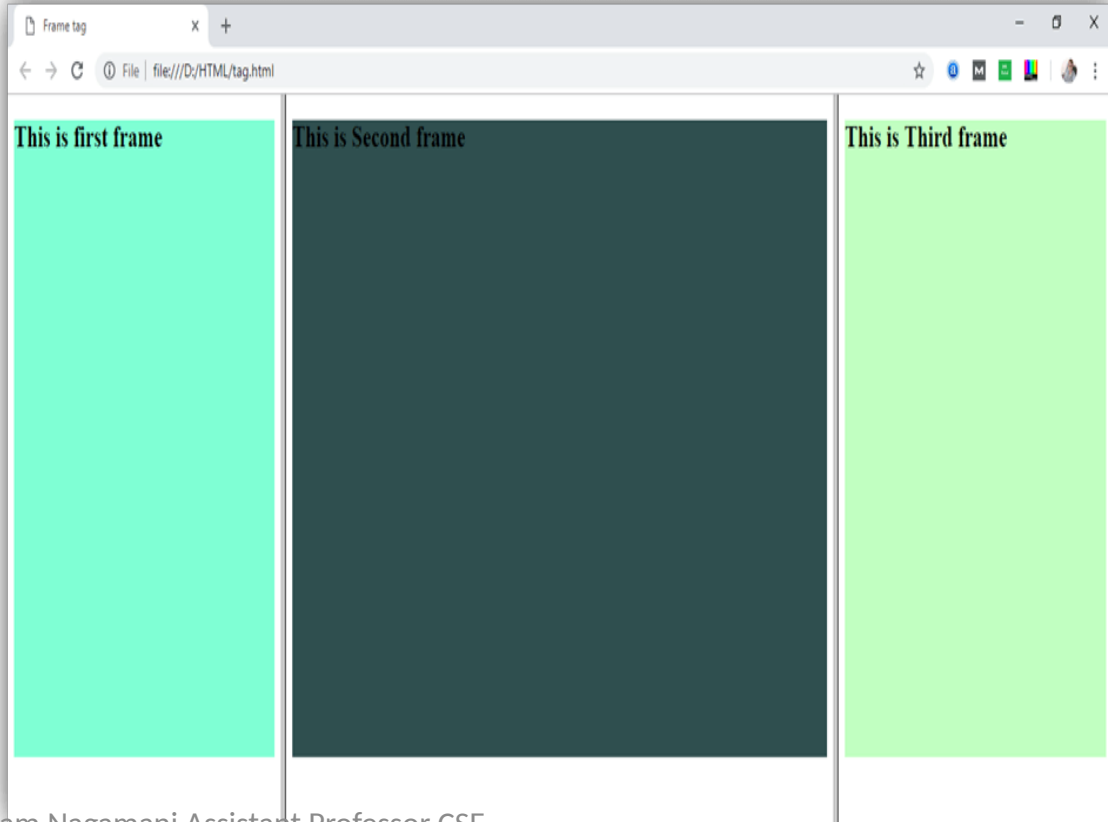 Frame tag
File file:///D:/HTML/tag.html
This is first frame
This is Second frame
This is Third frame
Nagamani Assistant Professor CSE